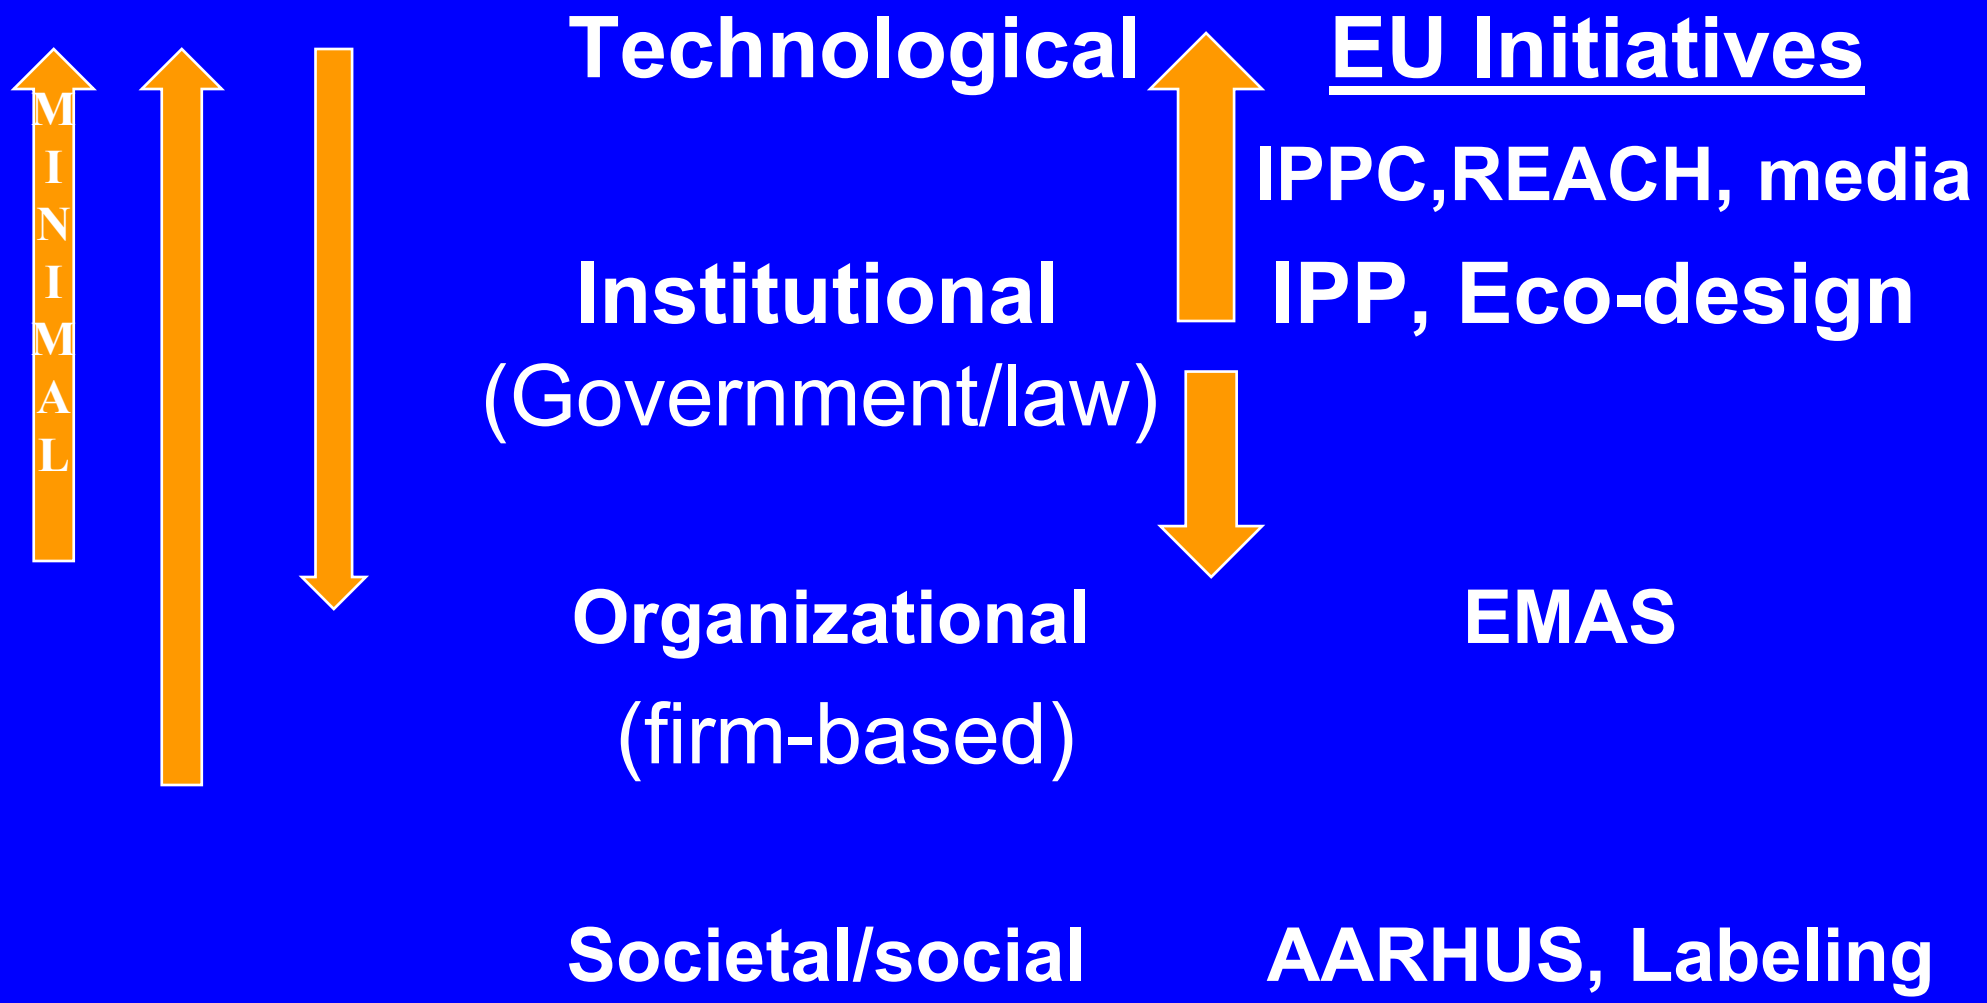 Technological EU Initiatives
IPPC,REACH, media
Institutional IPP, Eco-design
(Government/law)
Organizational EMAS
(firm-based)
Societal/social AARHUS, Labeling
MINIMAL